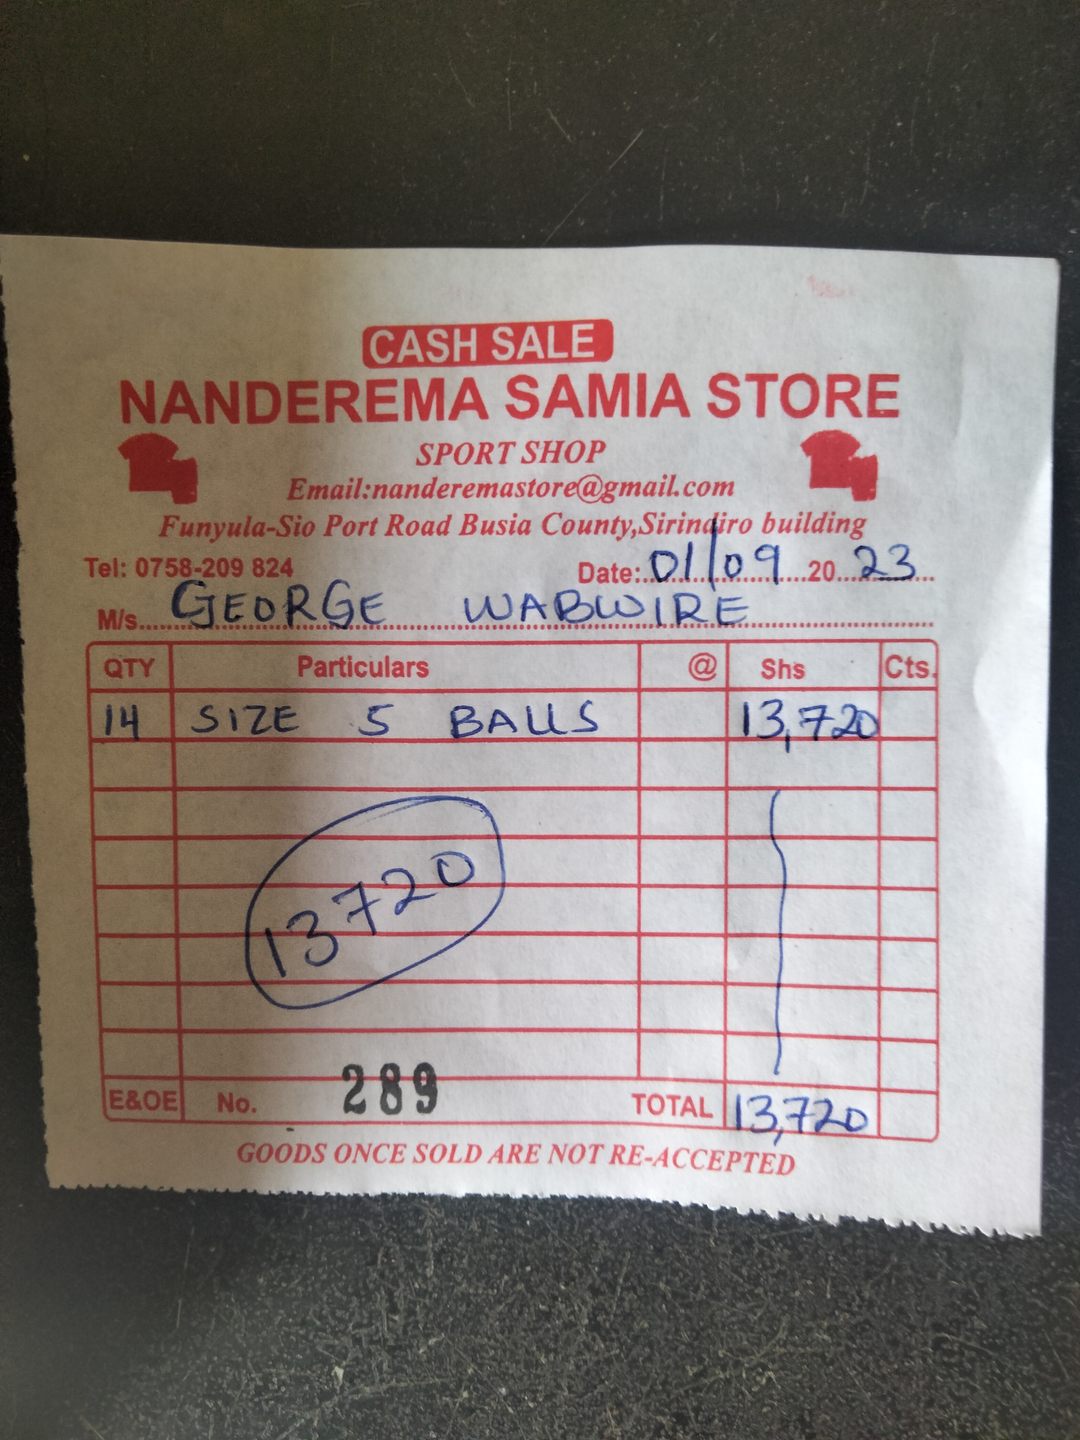 CASH SALE
NANDEREMA SAMIA STORE
SPORT SHOP
Email:nanderemastore@gmail.com
Funyula-Sio Port Road Busia County,Sirindiro building
Tel: 0758-209 824 Date:..01/09....20...23...
M/s....GEORGE WABWIRE
QTY Particulars @ Shs Cts.
14 SIZE 5 BALLS 13,720
13720
E&OE No. 289 TOTAL 13,720
GOODS ONCE SOLD ARE NOT RE-ACCEPTED